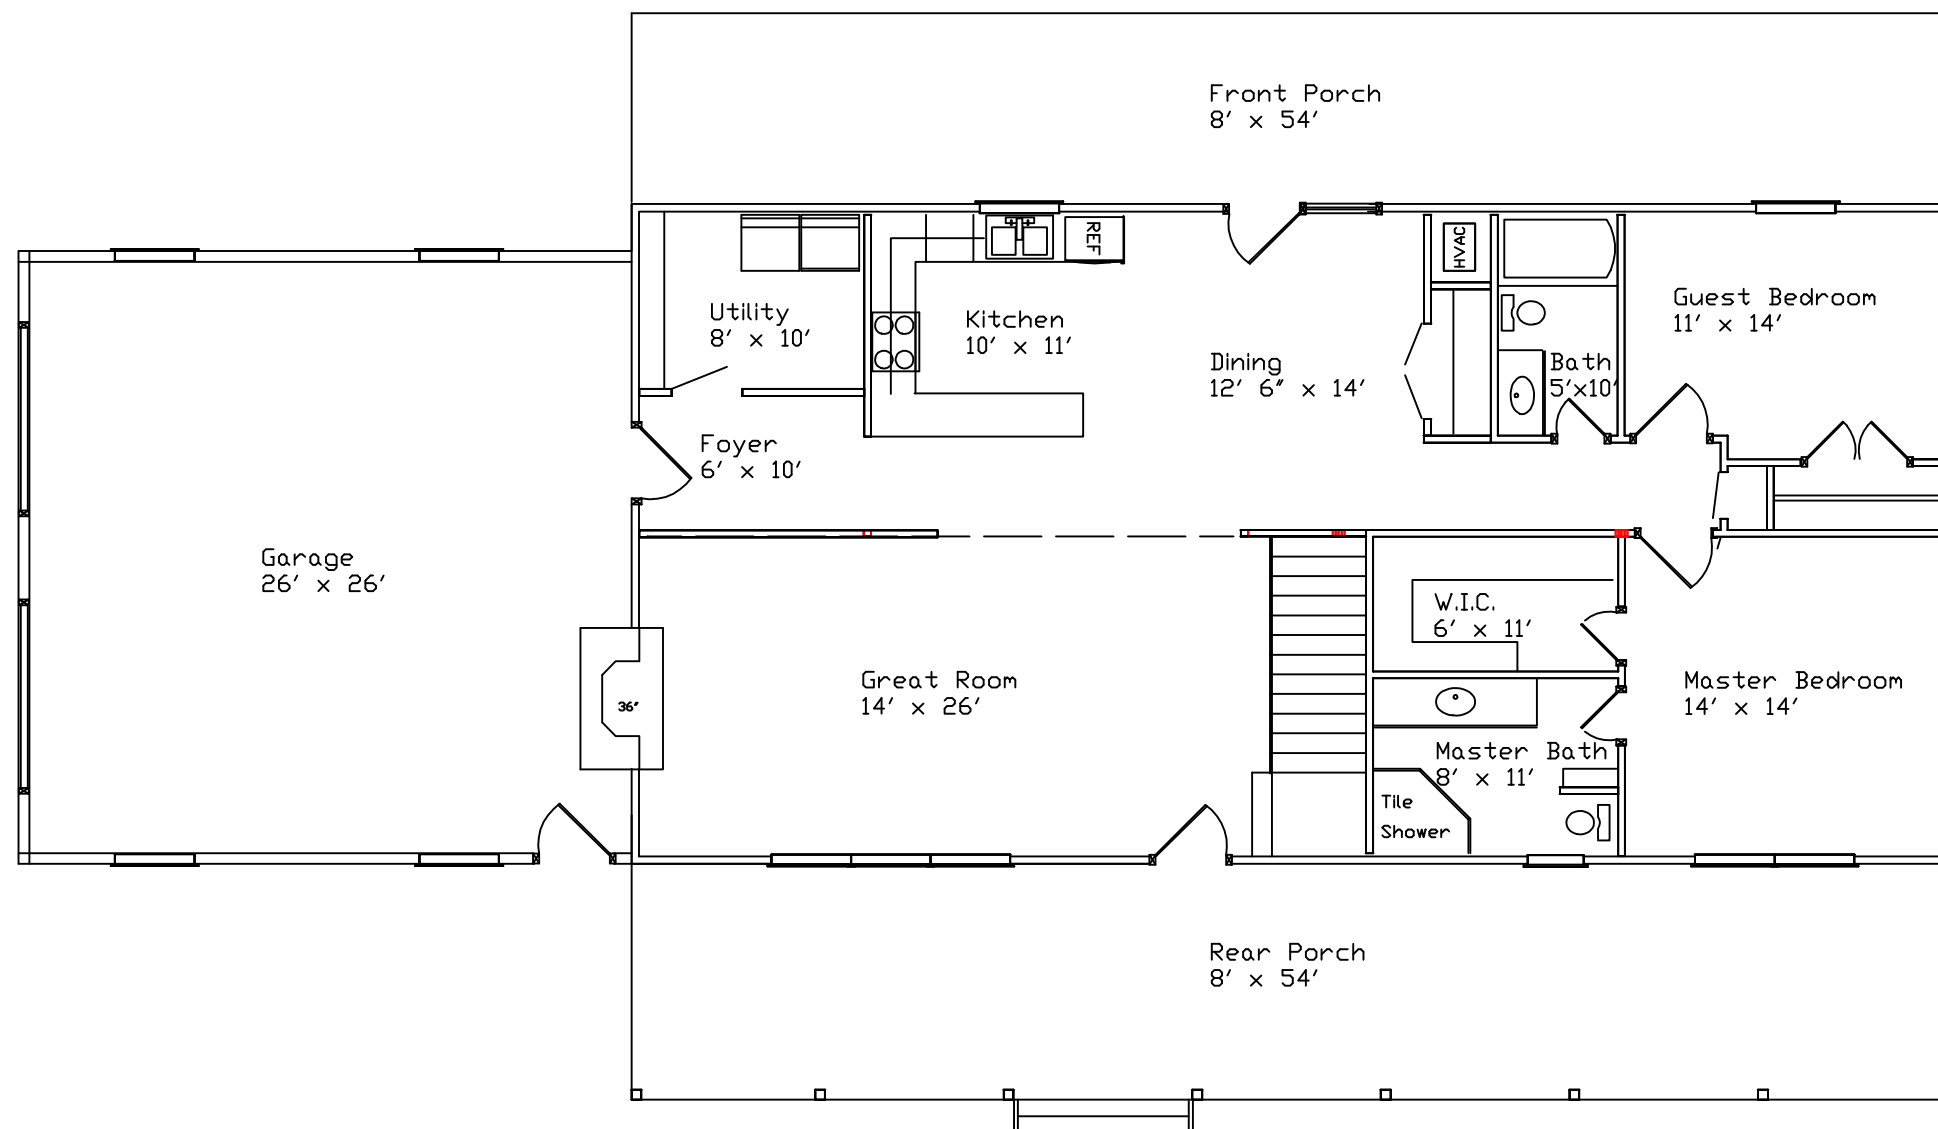 Front Porch
8' x 54'
REF
HVAC
Utility
8' x 10'
Kitchen
10' x 11'
Guest Bedroom
11' x 14'
Dining
12' 6" x 14'
Bath
5'x10'
Foyer
6' x 10'
Garage
26' x 26'
W.I.C.
6' x 11'
Great Room
14' x 26'
36"
Master Bedroom
14' x 14'
Master Bath
8' x 11'
Tile
Shower
Rear Porch
8' x 54'